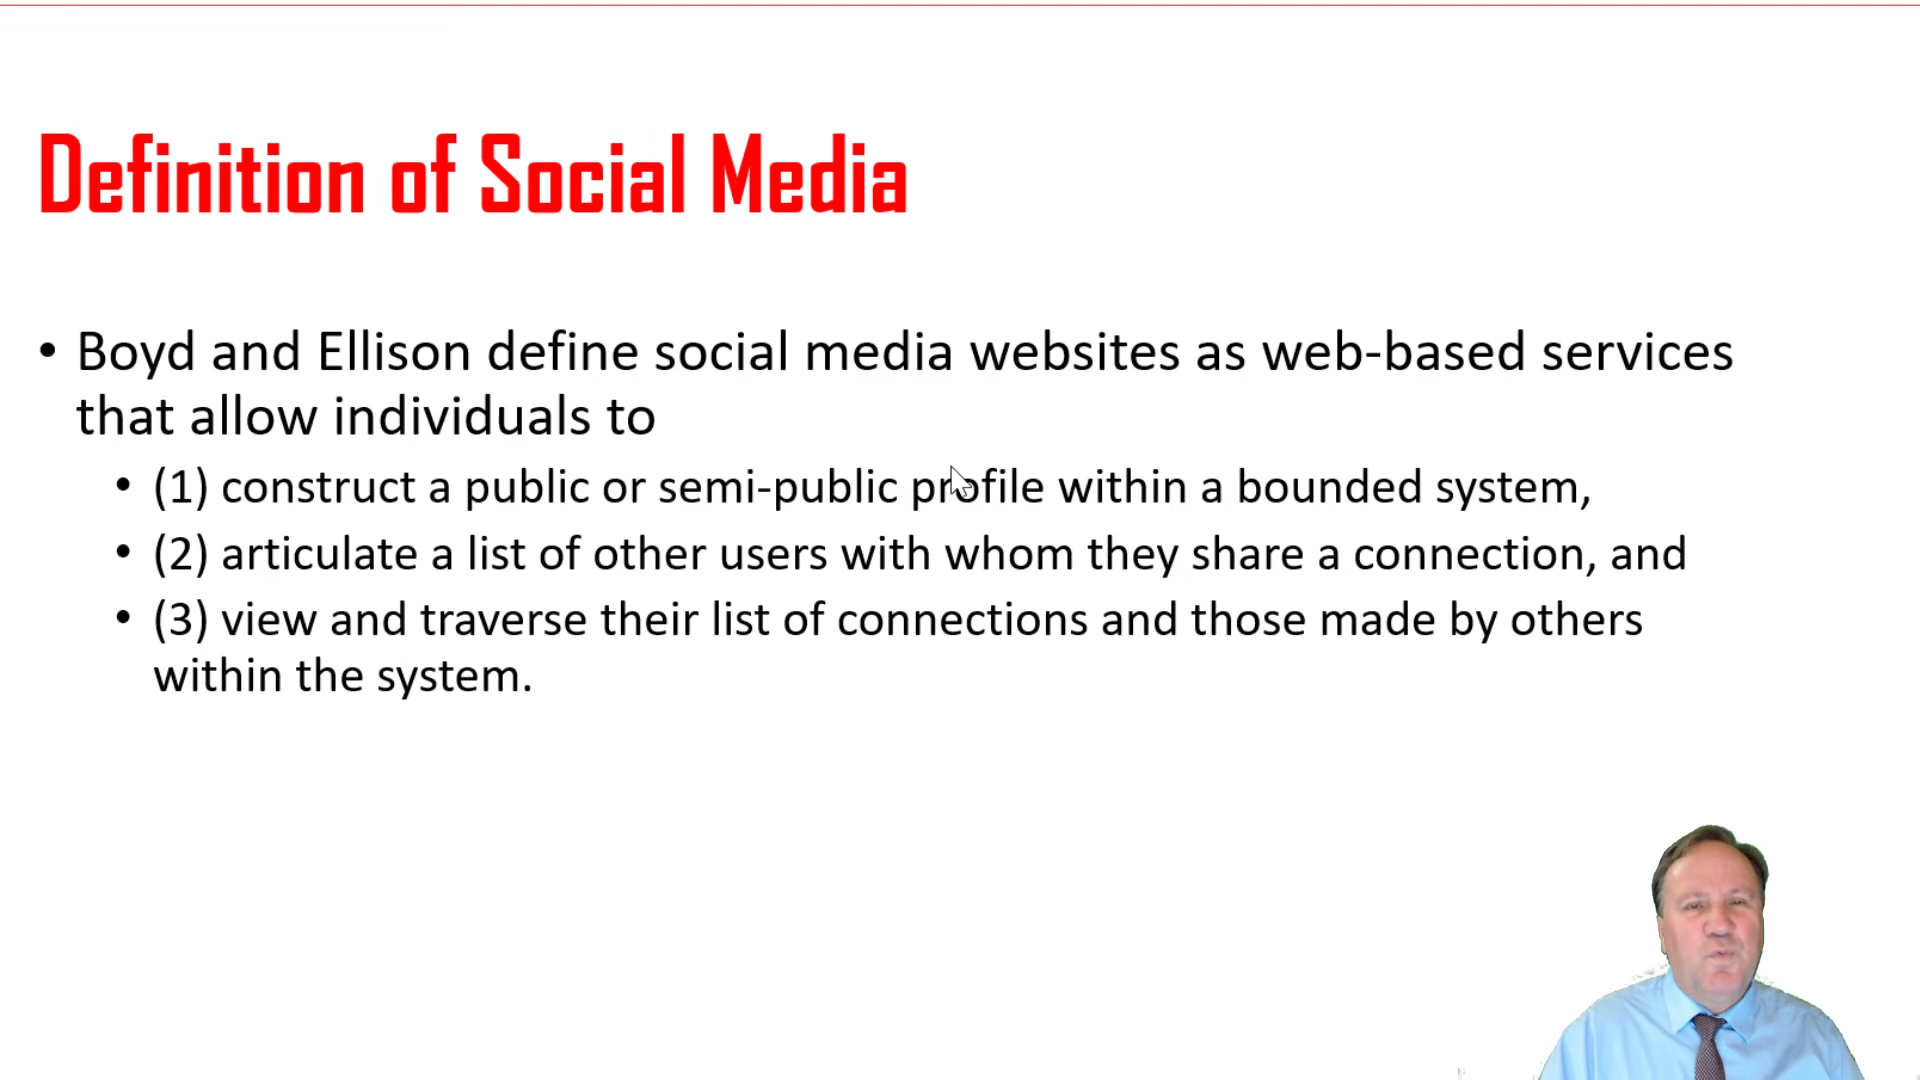 Definition of Social Media
• Boyd and Ellison define social media websites as web-based services
that allow individuals to
• (1) construct a public or semi-public profile within a bounded system,
• (2) articulate a list of other users with whom they share a connection, and
• (3) view and traverse their list of connections and those made by others
within the system.